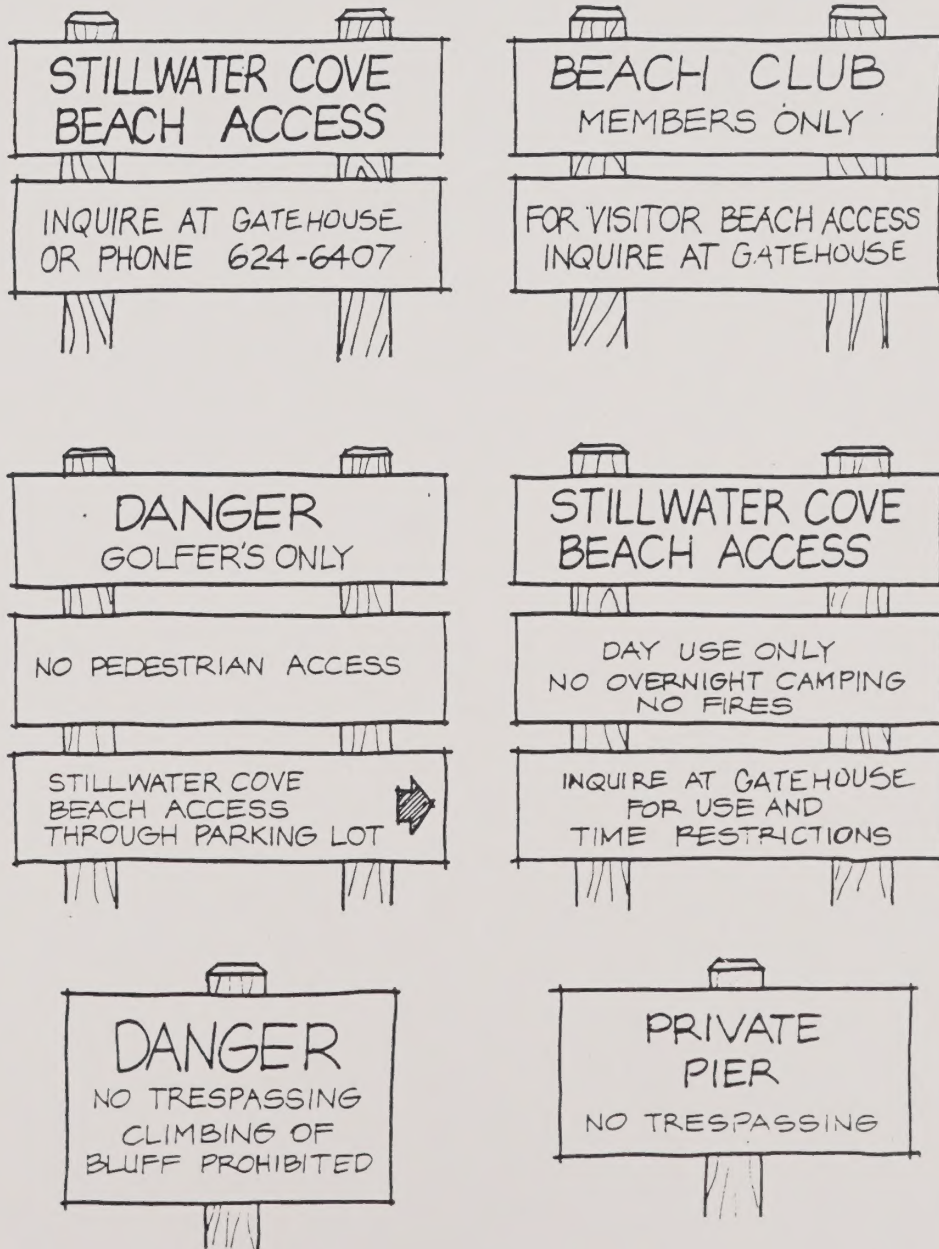 STILLWATER COVE
BEACH ACCESS
INQUIRE AT GATEHOUSE
OR PHONE 624-6407
BEACH CLUB
MEMBERS ONLY
FOR VISITOR BEACH ACCESS
INQUIRE AT GATEHOUSE
DANGER
GOLFER'S ONLY
NO PEDESTRIAN ACCESS
STILLWATER COVE
BEACH ACCESS
THROUGH PARKING LOT
STILLWATER COVE
BEACH ACCESS
DAY USE ONLY
NO OVERNIGHT CAMPING
NO FIRES
INQUIRE AT GATEHOUSE
FOR USE AND
TIME RESTRICTIONS
DANGER
NO TRESPASSING
CLIMBING OF
BLUFF PROHIBITED
PRIVATE
PIER
NO TRESPASSING